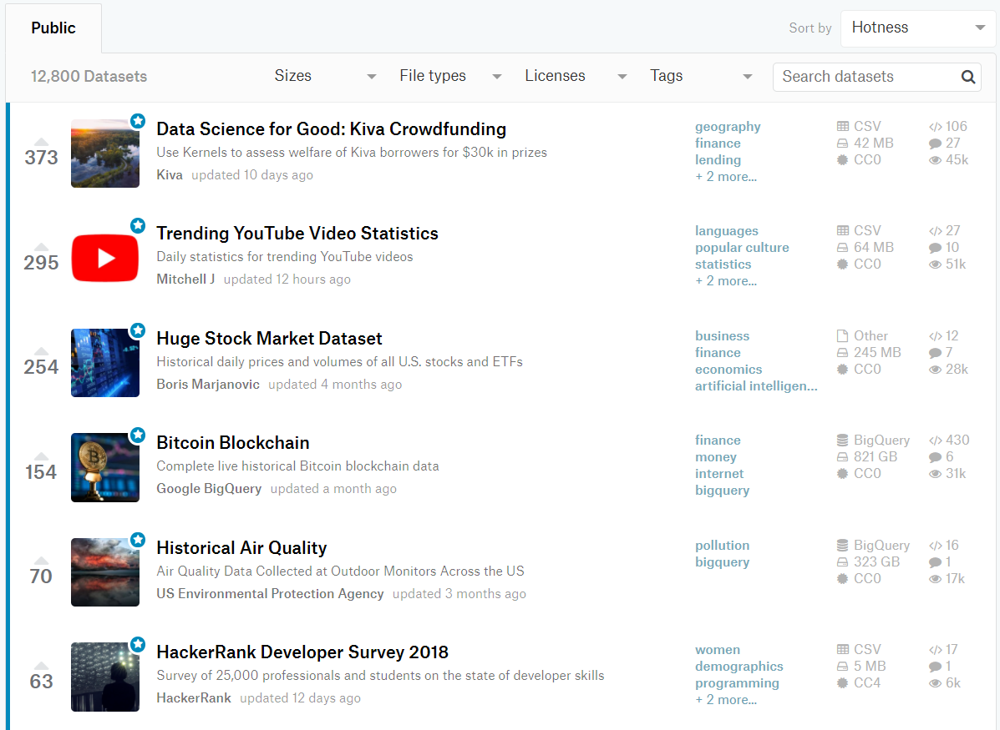 Public
Sort by Hotness
12,800 Datasets Sizes File types Licenses Tags Search datasets
373
Data Science for Good: Kiva Crowdfunding
Use Kernels to assess welfare of Kiva borrowers for $30k in prizes
Kiva updated 10 days ago
geography
finance
lending
+ 2 more...
CSV
42 MB
CC0
</> 106
27
45k
295
Trending YouTube Video Statistics
Daily statistics for trending YouTube videos
Mitchell J updated 12 hours ago
languages
popular culture
statistics
+ 2 more...
CSV
64 MB
CC0
</> 27
10
51k
254
Huge Stock Market Dataset
Historical daily prices and volumes of all U.S. stocks and ETFs
Boris Marjanovic updated 4 months ago
business
finance
economics
artificial intelligen...
Other
245 MB
CC0
</> 12
7
28k
154
Bitcoin Blockchain
Complete live historical Bitcoin blockchain data
Google BigQuery updated a month ago
finance
money
internet
bigquery
BigQuery
821 GB
CC0
</> 430
6
31k
70
Historical Air Quality
Air Quality Data Collected at Outdoor Monitors Across the US
US Environmental Protection Agency updated 3 months ago
pollution
bigquery
BigQuery
323 GB
CC0
</> 16
1
17k
63
HackerRank Developer Survey 2018
Survey of 25,000 professionals and students on the state of developer skills
HackerRank updated 12 days ago
women
demographics
programming
+ 2 more...
CSV
5 MB
CC4
</> 17
1
6k